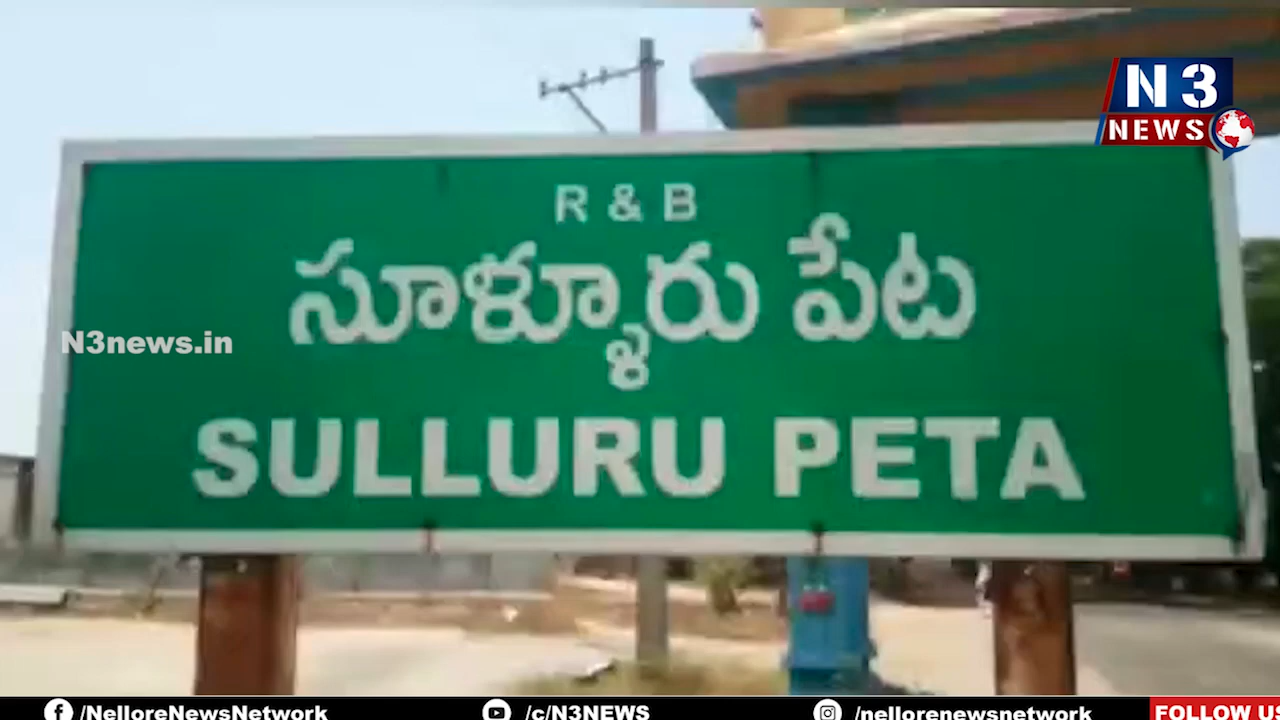 N 3
NEWS
R & B
సూళ్ళూరు పేట
N3news.in
SULLURU PETA
/NelloreNewsNetwork /c/N3NEWS /nellorenewsnetwork FOLLOW US